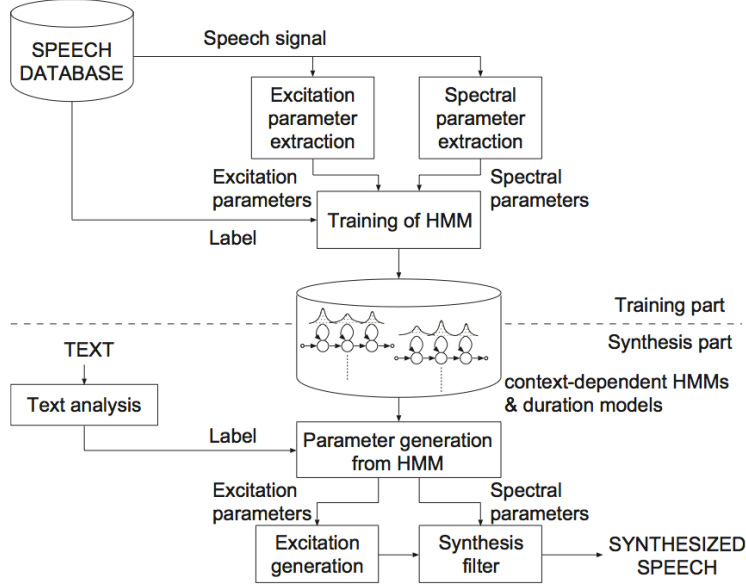 SPEECH
DATABASE
Speech signal
Excitation
parameter
extraction
Spectral
parameter
extraction
Excitation
parameters
Spectral
parameters
Label
Training of HMM
Training part
Synthesis part
context-dependent HMMs
& duration models
TEXT
Text analysis
Label
Parameter generation
from HMM
Excitation
parameters
Spectral
parameters
Excitation
generation
Synthesis
filter
SYNTHESIZED
SPEECH